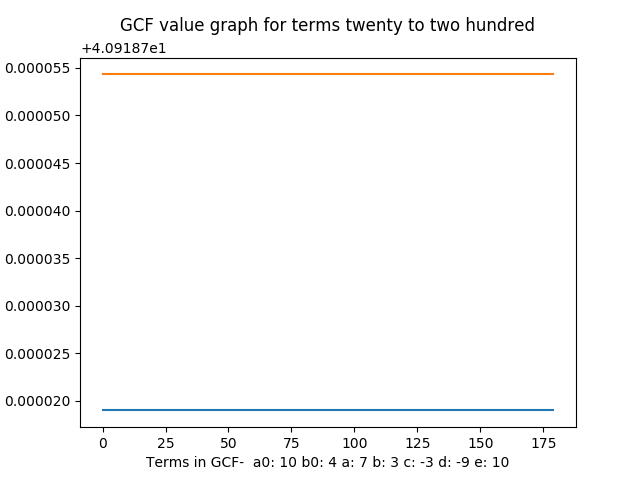 GCF value graph for terms twenty to two hundred
+4.09187e1
0.000055
0.000050
0.000045
0.000040
0.000035
0.000030
0.000025
0.000020
0 25 50 75 100 125 150 175
Terms in GCF-  a0: 10 b0: 4 a: 7 b: 3 c: -3 d: -9 e: 10